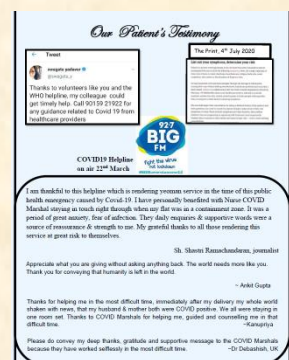 Our Patient's Testimony
Tweet
Thanks to volunteers like you and the
WHO helpline, my colleague could
get timely help. Call 90159 21922 for
any guidance related to Covid 19 from
healthcare providers
The Print, 4th July 2020
92.7
BIG
FM
fight the virus
COVID19 Helpline
on air 22nd March
I am thankful to this helpline which is rendering yeoman service in the time of this public
health emergency caused by Covid-19. I have personally benefited with Nurse COVID
Marshal staying in touch right through when my flat was in a containment zone. It was a
period of great anxiety, fear of infection. They daily enquiries & supportive words were a
source of reassurance & strength to me. My grateful thanks to all those rendering this
service at great risk to themselves.
Sh. Shastri Ramachandaran, journalist
Appreciate what you are giving without asking anything back. The world needs more like you.
Thank you for conveying that humanity is left in the world.
~ Ankit Gupta
Thanks for helping me in the most difficult time, immediately after my delivery my whole world
shaken with news, that my husband & mother both were COVID positive. We all were staying in
one room set. Thanks to COVID Marshals for helping me, guided and counselling me in that
difficult time. ~Kanupriya
Please do convey my deep thanks, gratitude and supportive message to the COVID Marshals
because they have worked selflessly in the most difficult time. ~Dr Debashish, UK